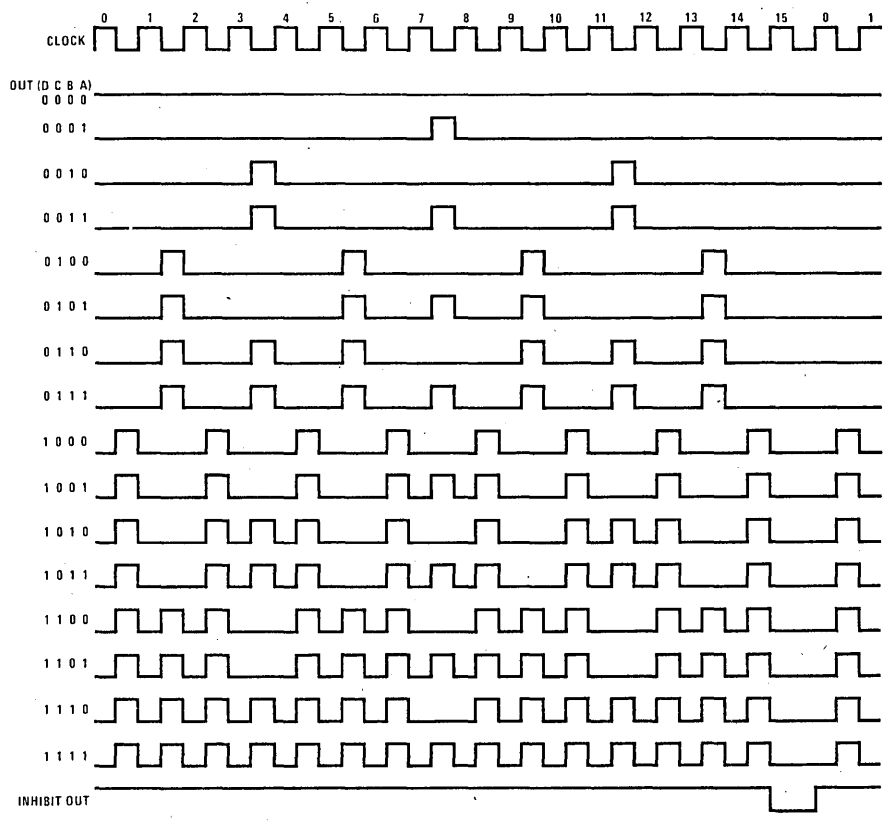 0 1 2 3 4 5 6 7 8 9 10 11 12 13 14 15 0 1
CLOCK
OUT (D C B A)
0 0 0 0
0 0 0 1
0 0 1 0
0 0 1 1
0 1 0 0
0 1 0 1
0 1 1 0
0 1 1 1
1 0 0 0
1 0 0 1
1 0 1 0
1 0 1 1
1 1 0 0
1 1 0 1
1 1 1 0
1 1 1 1
INHIBIT OUT